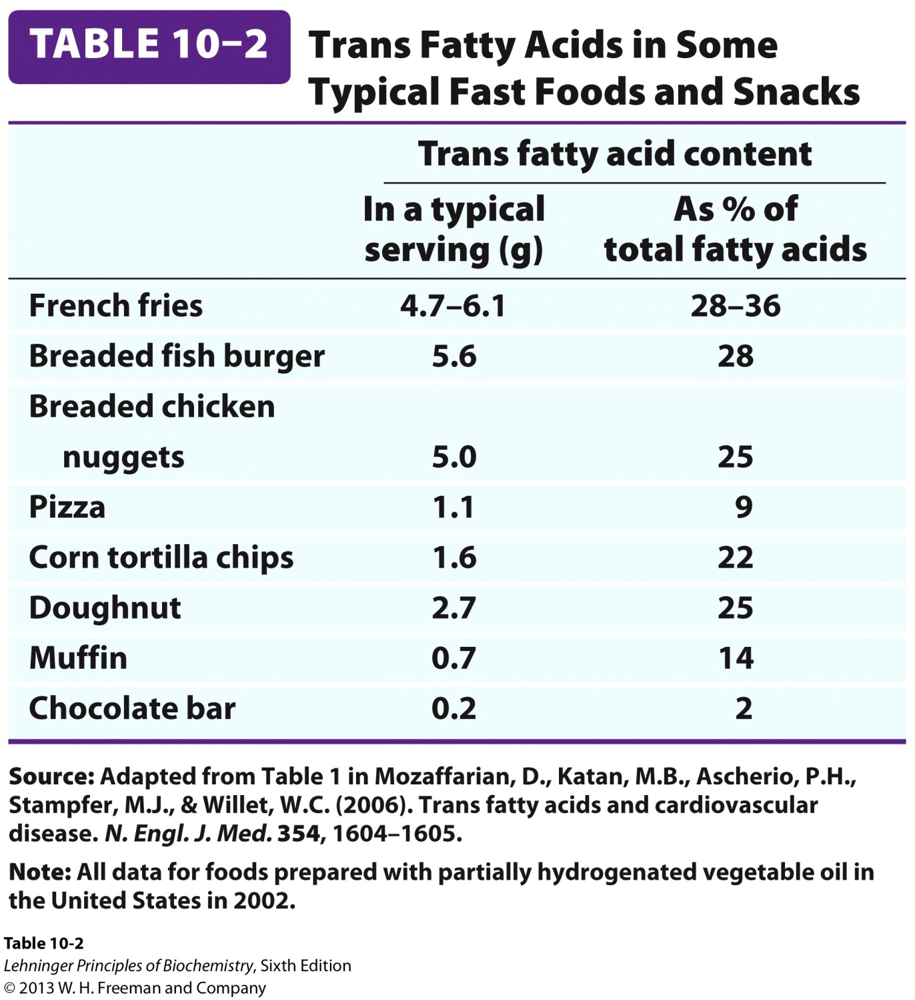 TABLE 10–2
Trans Fatty Acids in Some
Typical Fast Foods and Snacks
Trans fatty acid content
In a typical serving (g) As % of total fatty acids
French fries 4.7–6.1 28–36
Breaded fish burger 5.6 28
Breaded chicken
nuggets 5.0 25
Pizza 1.1 9
Corn tortilla chips 1.6 22
Doughnut 2.7 25
Muffin 0.7 14
Chocolate bar 0.2 2
Source: Adapted from Table 1 in Mozaffarian, D., Katan, M.B., Ascherio, P.H.,
Stampfer, M.J., & Willet, W.C. (2006). Trans fatty acids and cardiovascular
disease. N. Engl. J. Med. 354, 1604–1605.
Note: All data for foods prepared with partially hydrogenated vegetable oil in
the United States in 2002.
Table 10-2
Lehninger Principles of Biochemistry, Sixth Edition
© 2013 W. H. Freeman and Company